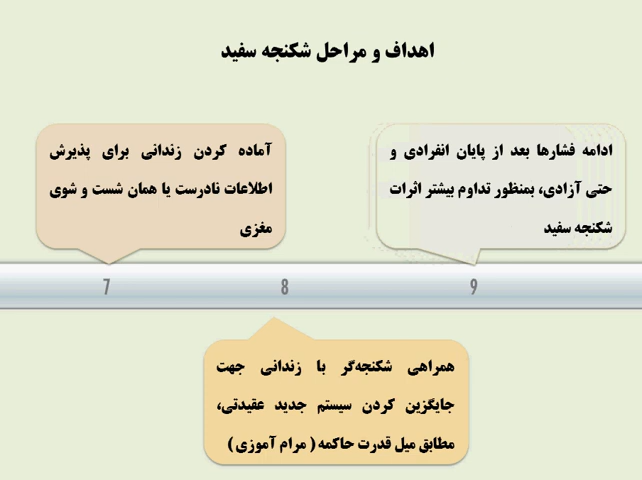 اهداف و مراحل شکنجه سفید
آماده کردن زندانی برای پذیرش
اطلاعات نادرست یا همان شست و شوی
مغزی
ادامه فشارها بعد از پایان انفرادی و
حتی آزادی، بمنظور تداوم بیشتر اثرات
شکنجه سفید
7
8
9
همراهی شکنجه‌گر با زندانی جهت
جایگزین کردن سیستم جدید عقیدتی،
مطابق میل قدرت حاکمه ( مرام آموزی )